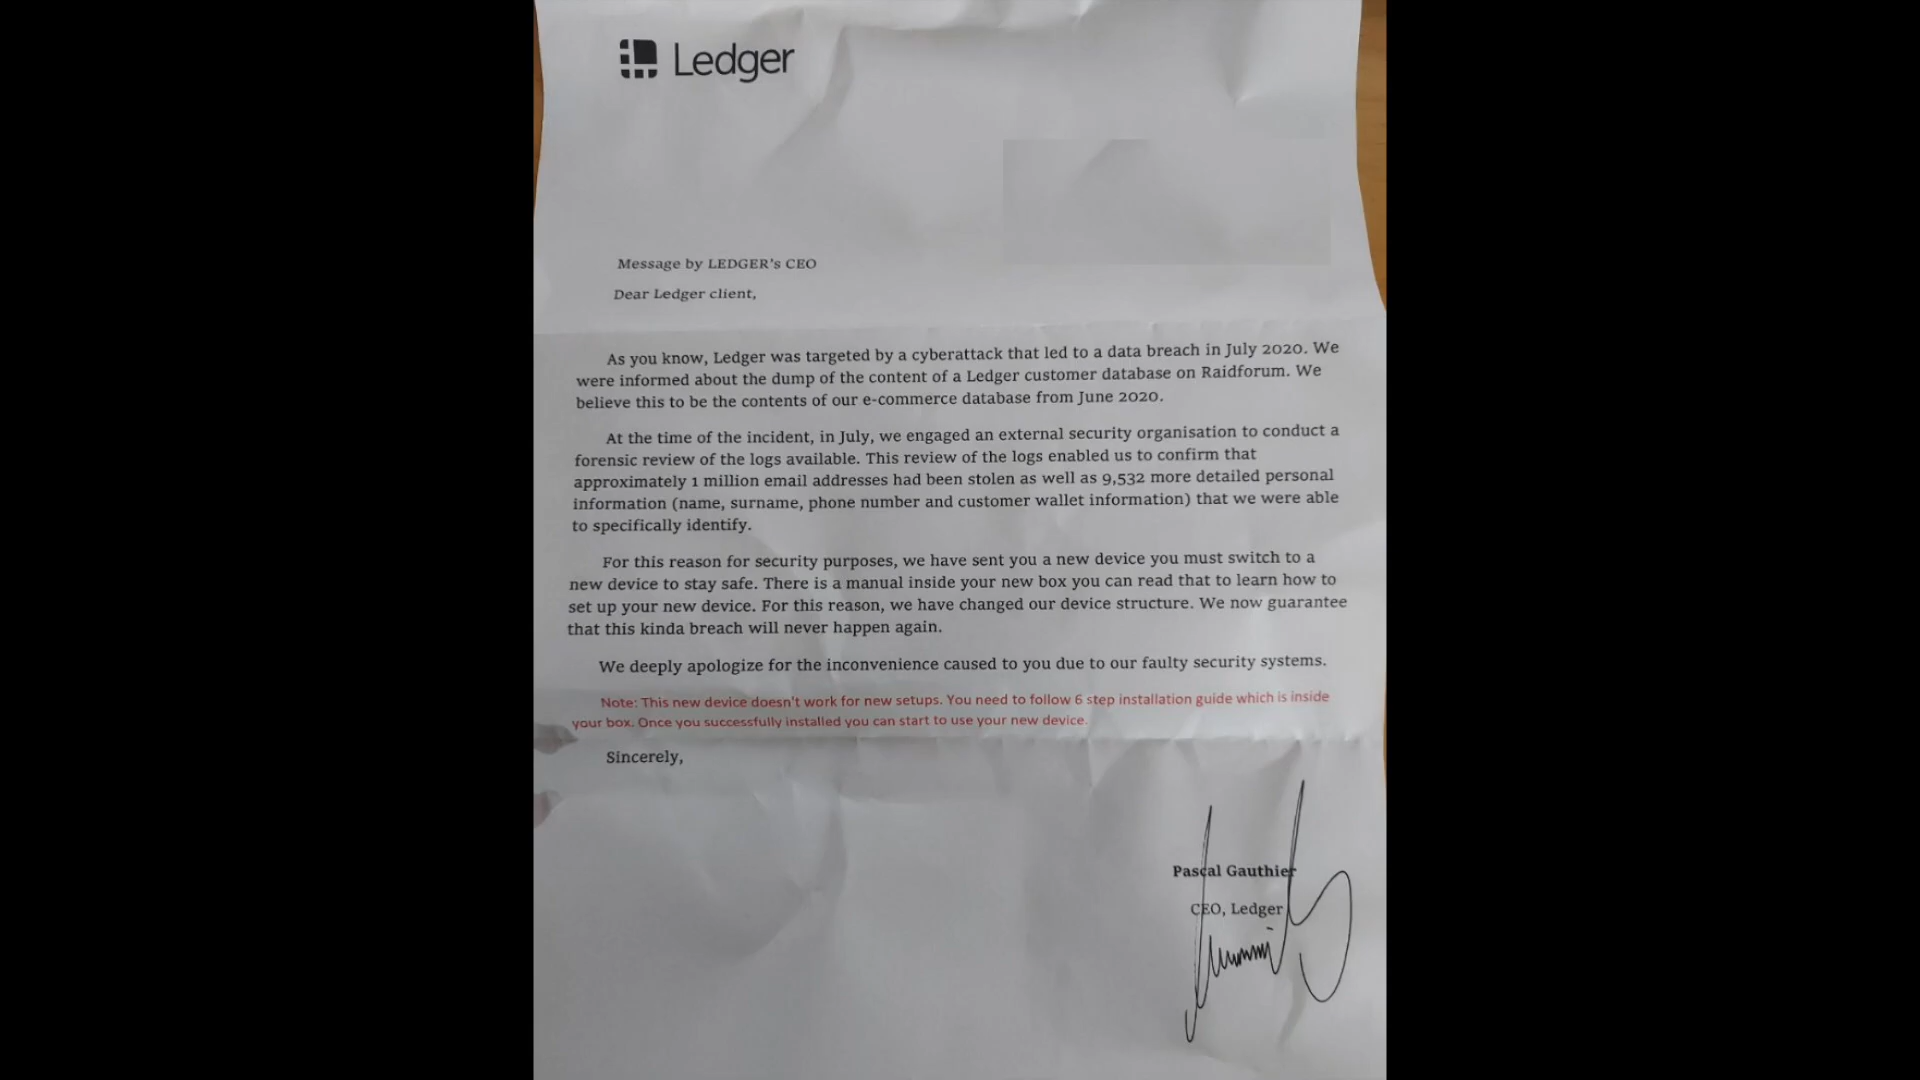 Ledger
Message by LEDGER's CEO
Dear Ledger client,
As you know, Ledger was targeted by a cyberattack that led to a data breach in July 2020. We
were informed about the dump of the content of a Ledger customer database on Raidforum. We
believe this to be the contents of our e-commerce database from June 2020.
At the time of the incident, in July, we engaged an external security organisation to conduct a
forensic review of the logs available. This review of the logs enabled us to confirm that
approximately 1 million email addresses had been stolen as well as 9,532 more detailed personal
information (name, surname, phone number and customer wallet information) that we were able
to specifically identify.
For this reason for security purposes, we have sent you a new device you must switch to a
new device to stay safe. There is a manual inside your new box you can read that to learn how to
set up your new device. For this reason, we have changed our device structure. We now guarantee
that this kinda breach will never happen again.
We deeply apologize for the inconvenience caused to you due to our faulty security systems.
Note: This new device doesn't work for new setups. You need to follow 6 step installation guide which is inside
your box. Once you successfully installed you can start to use your new device.
Sincerely,
Pascal Gauthier
CEO, Ledger